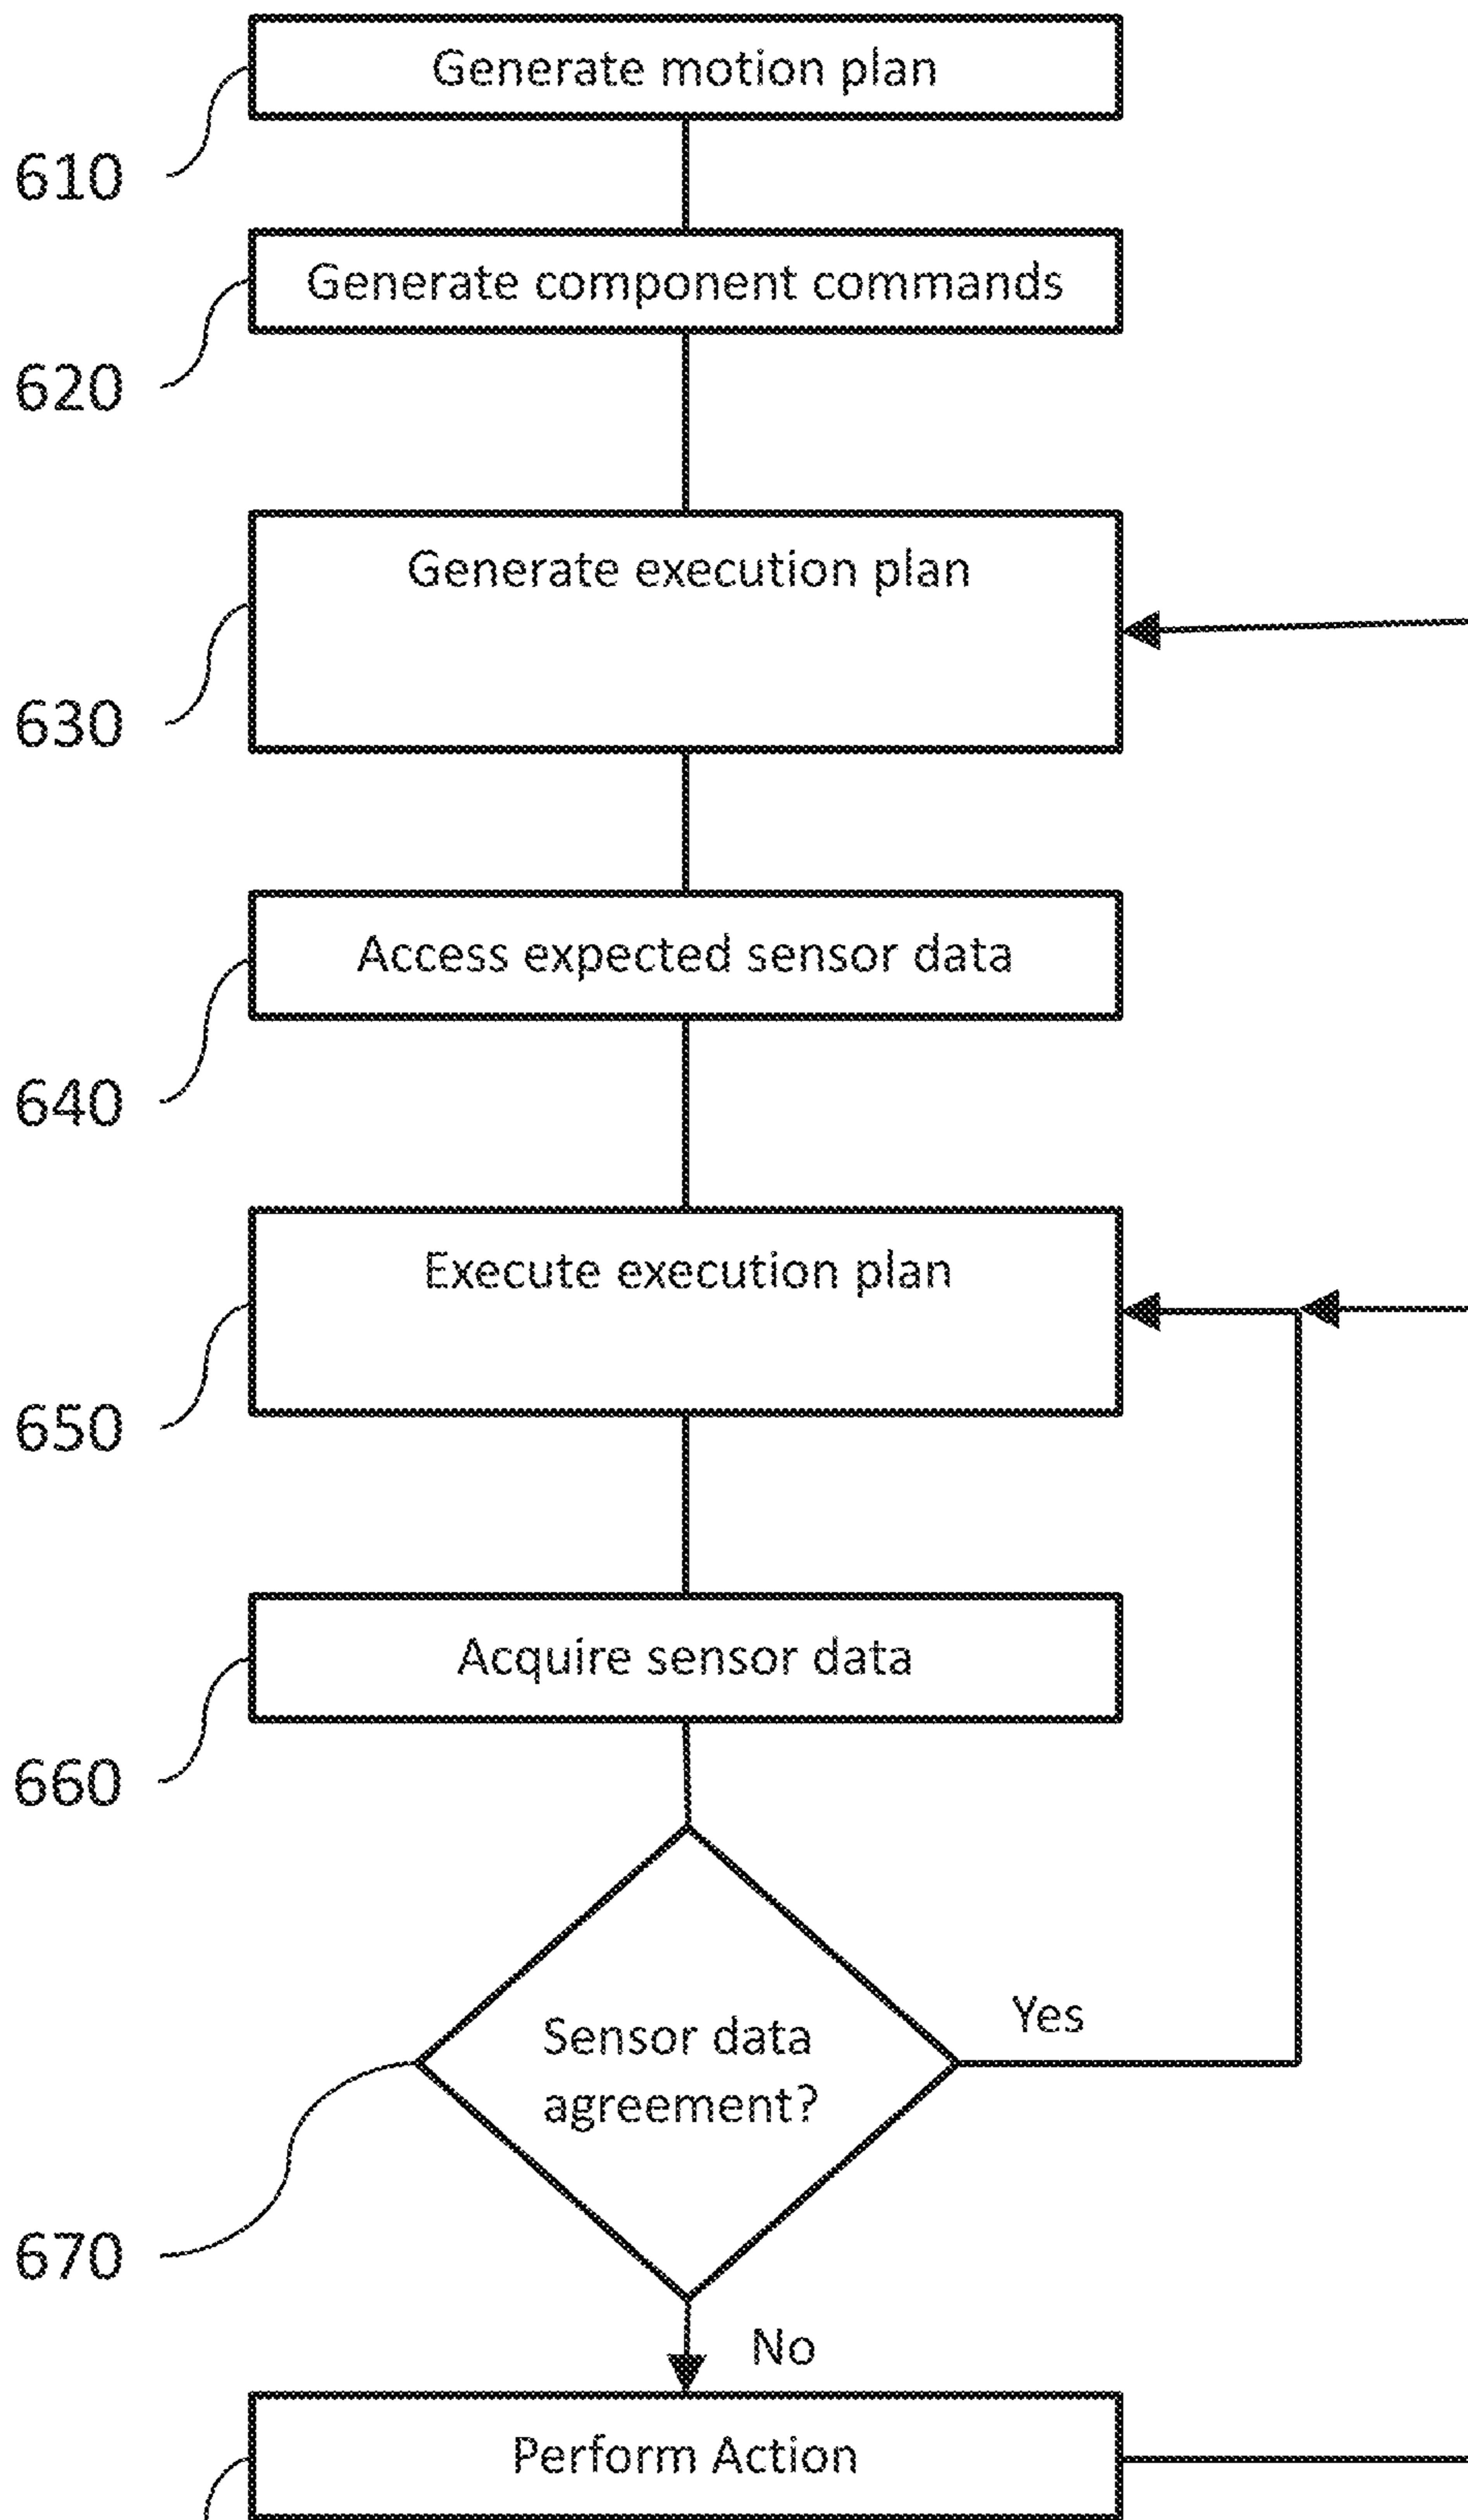 Generate motion plan
610
Generate component commands
620
Generate execution plan
630
Access expected sensor data
640
Execute execution plan
650
Acquire sensor data
660
Sensor data
agreement?
Yes
670
No
Perform Action